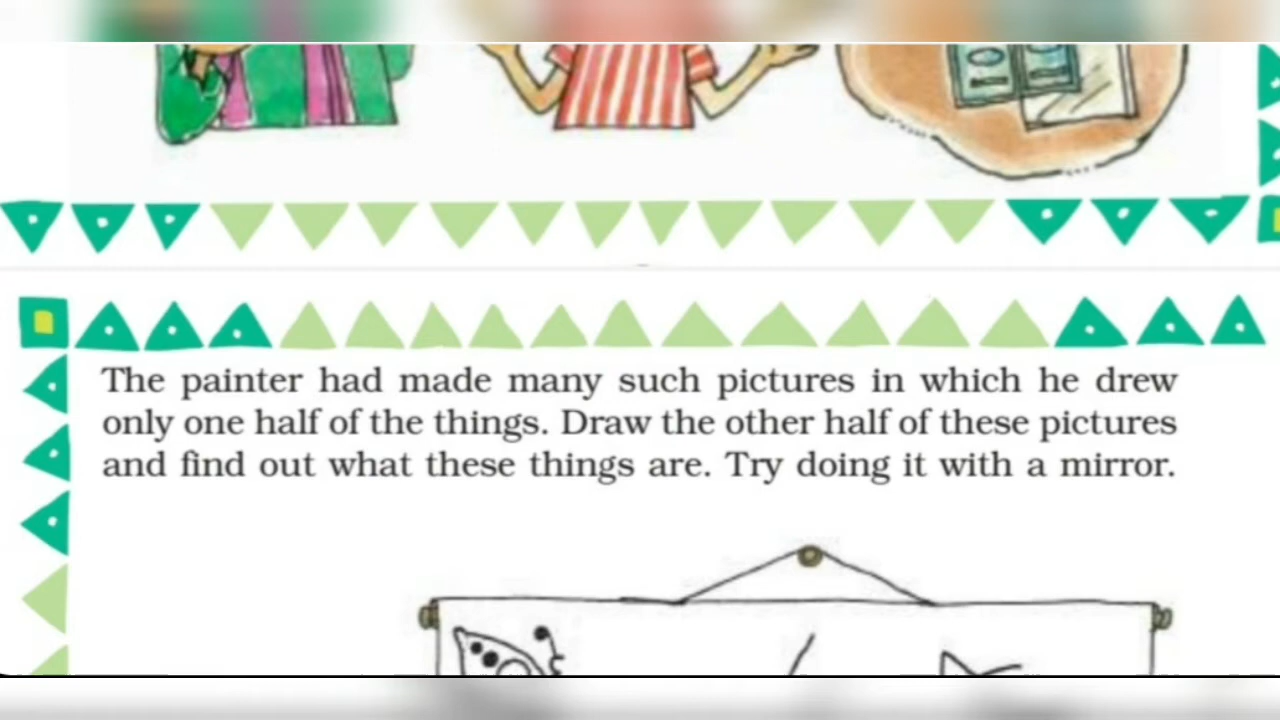 The painter had made many such pictures in which he drew
only one half of the things. Draw the other half of these pictures
and find out what these things are. Try doing it with a mirror.